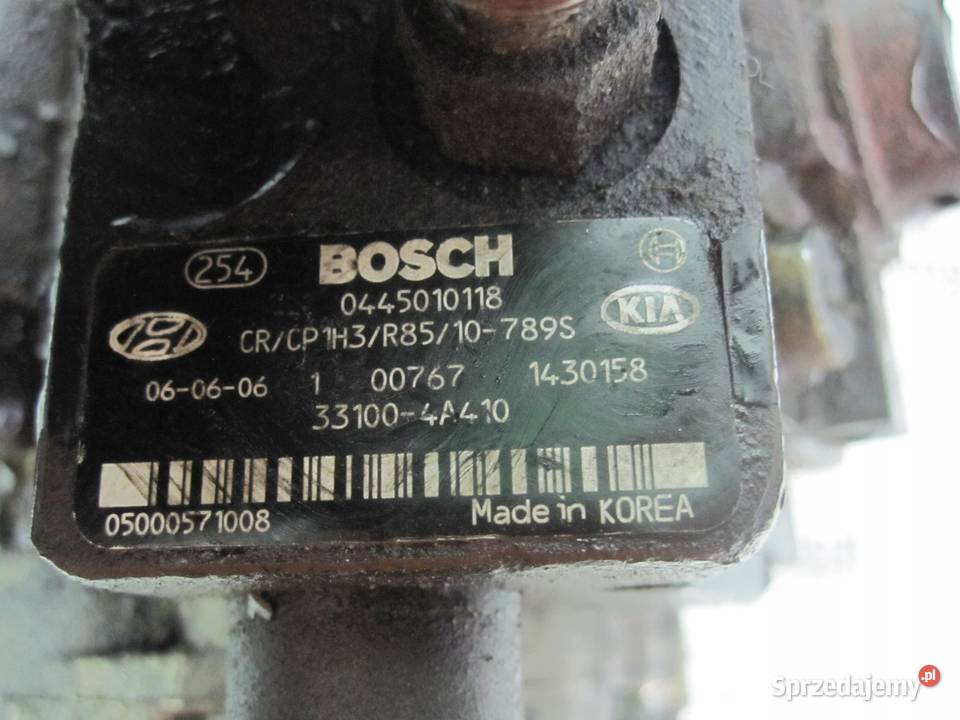 254 BOSCH
0445010118
KIA
CR/CP1H3/R85/10-789S
06-06-06 1 00767 1430158
33100-4A410
05000571008 Made in KOREA
Sprzedajemy.pl